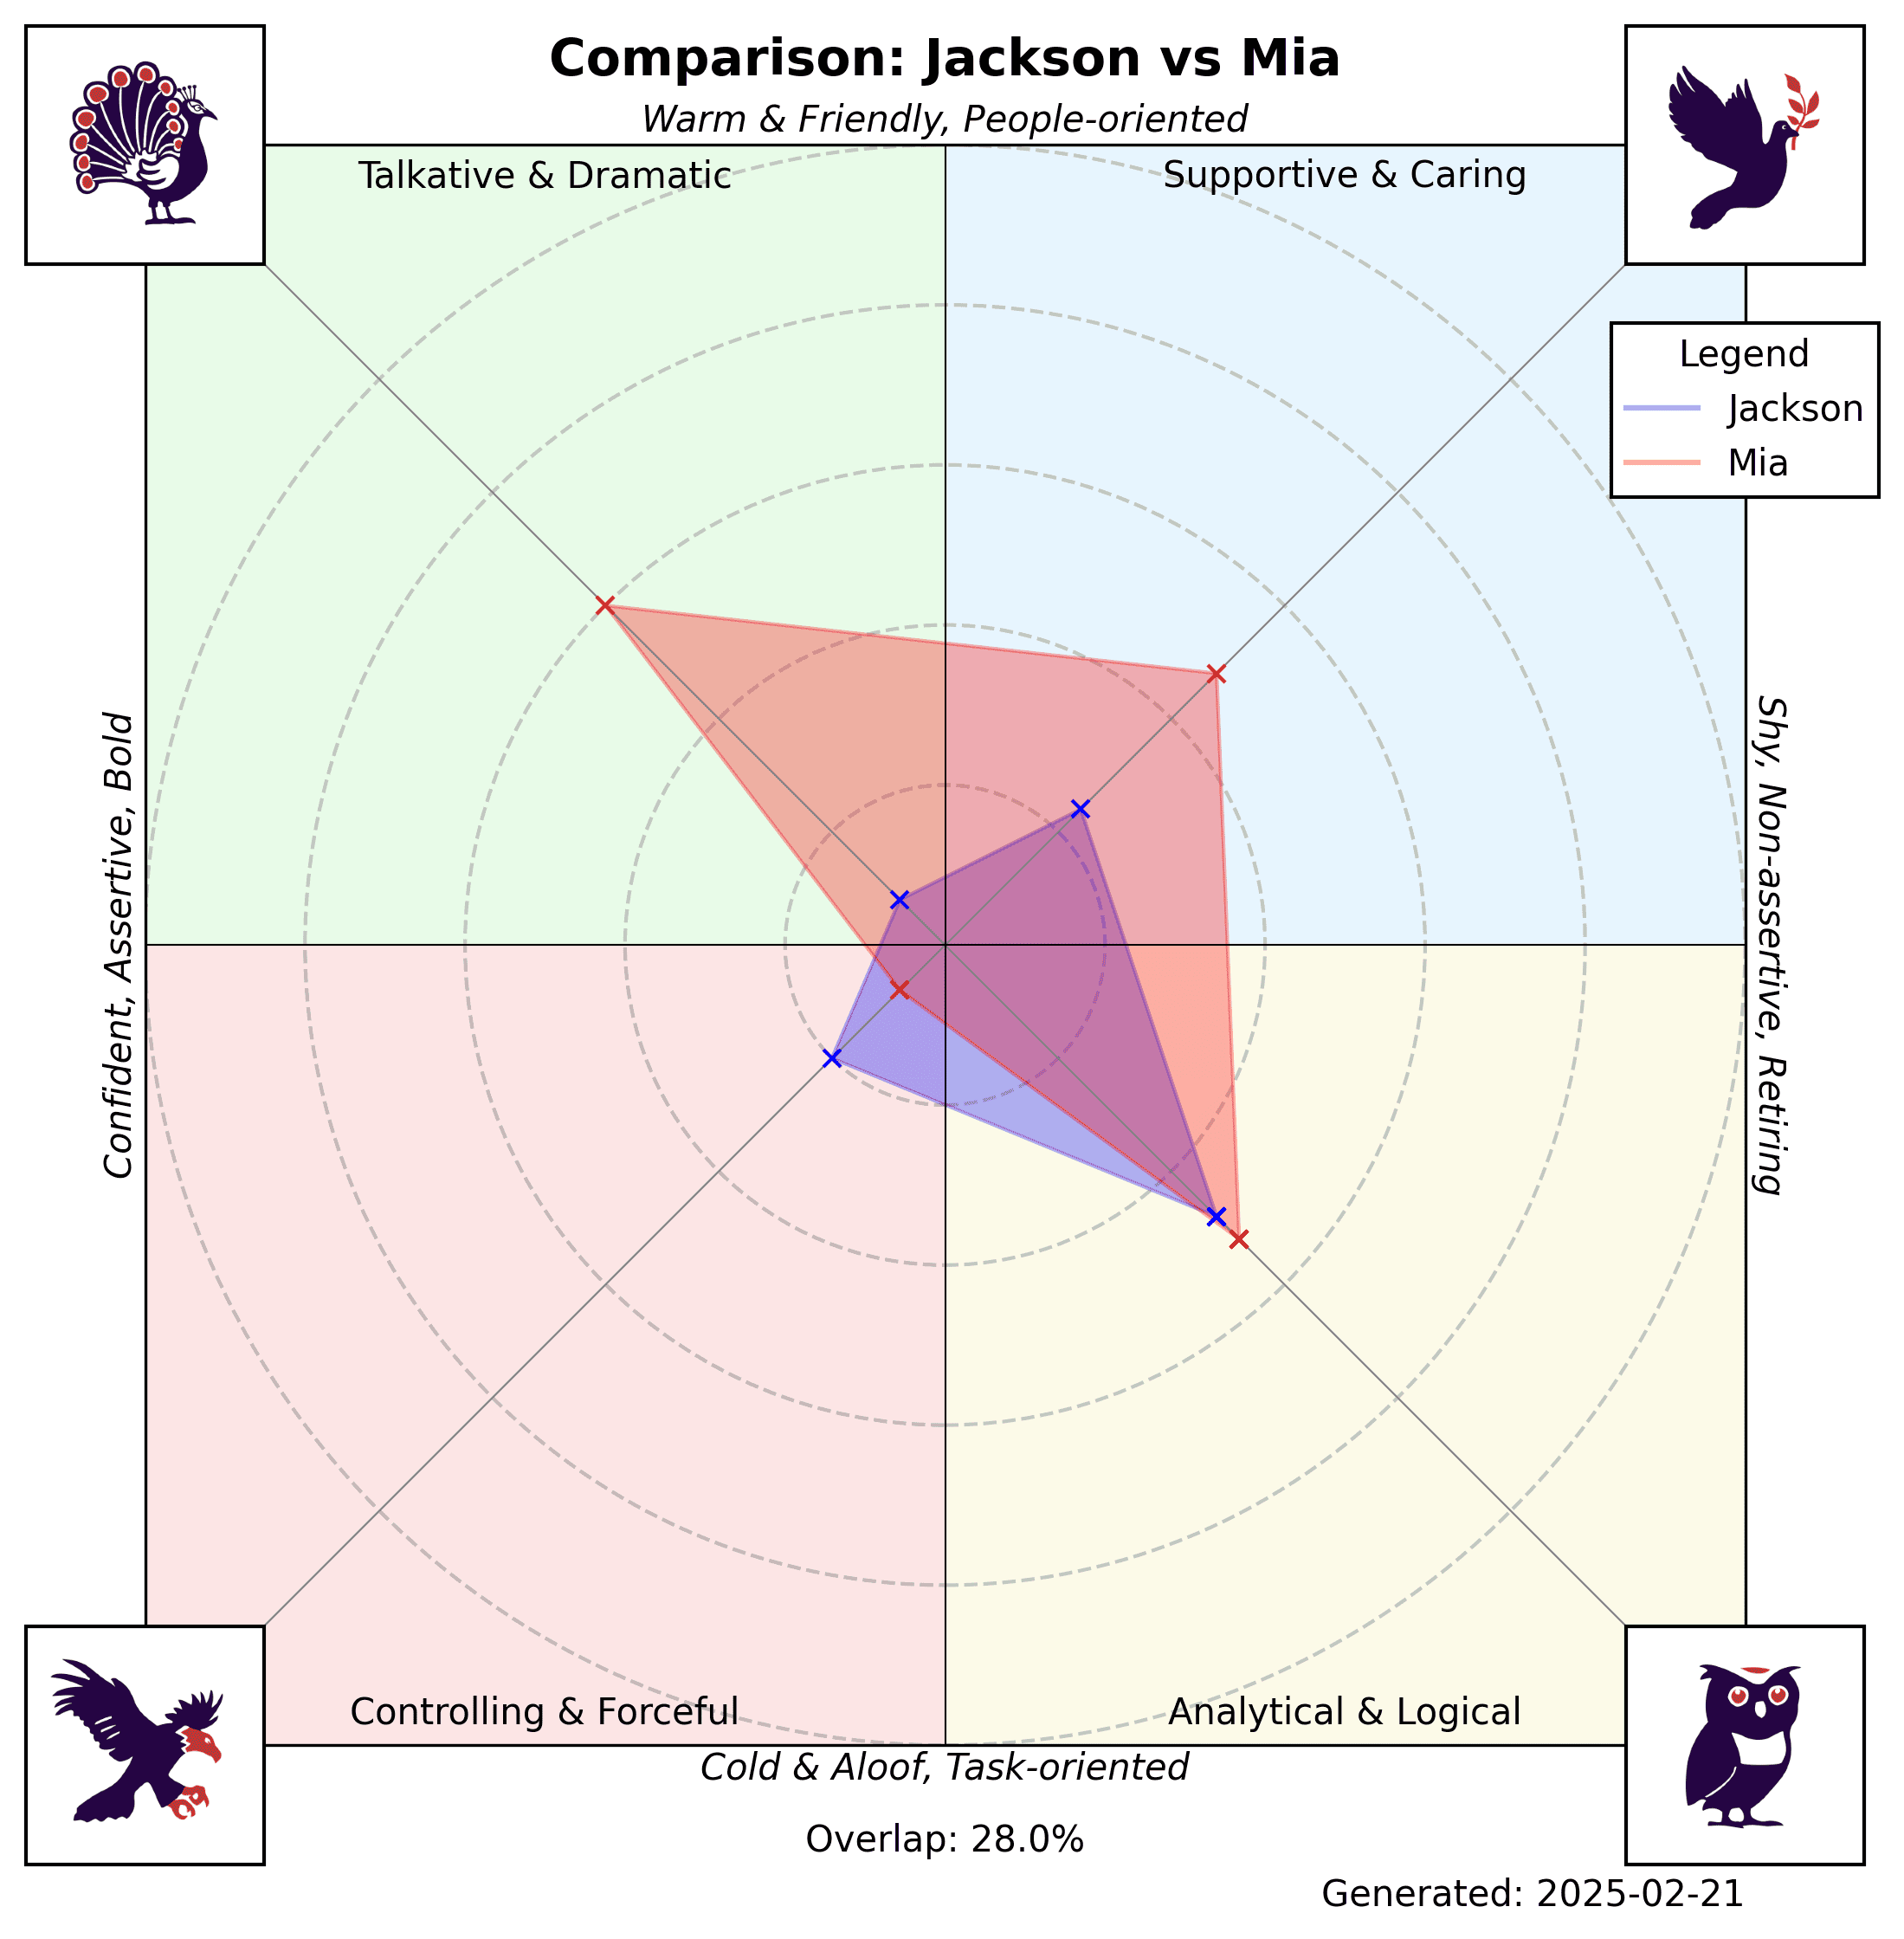 Comparison: Jackson vs Mia
Warm & Friendly, People-oriented
Talkative & Dramatic
Supportive & Caring
Legend
Jackson
Mia
Confident, Assertive, Bold
Shy, Non-assertive, Retiring
Controlling & Forceful
Analytical & Logical
Cold & Aloof, Task-oriented
Overlap: 28.0%
Generated: 2025-02-21